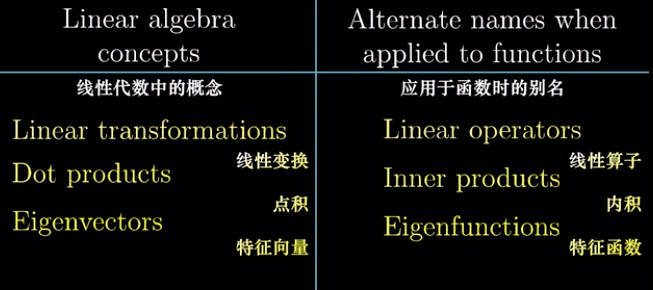 Linear algebra
concepts
线性代数中的概念
Linear transformations
线性变换
Dot products
点积
Eigenvectors
特征向量
Alternate names when
applied to functions
应用于函数时的别名
Linear operators
线性算子
Inner products
内积
Eigenfunctions
特征函数